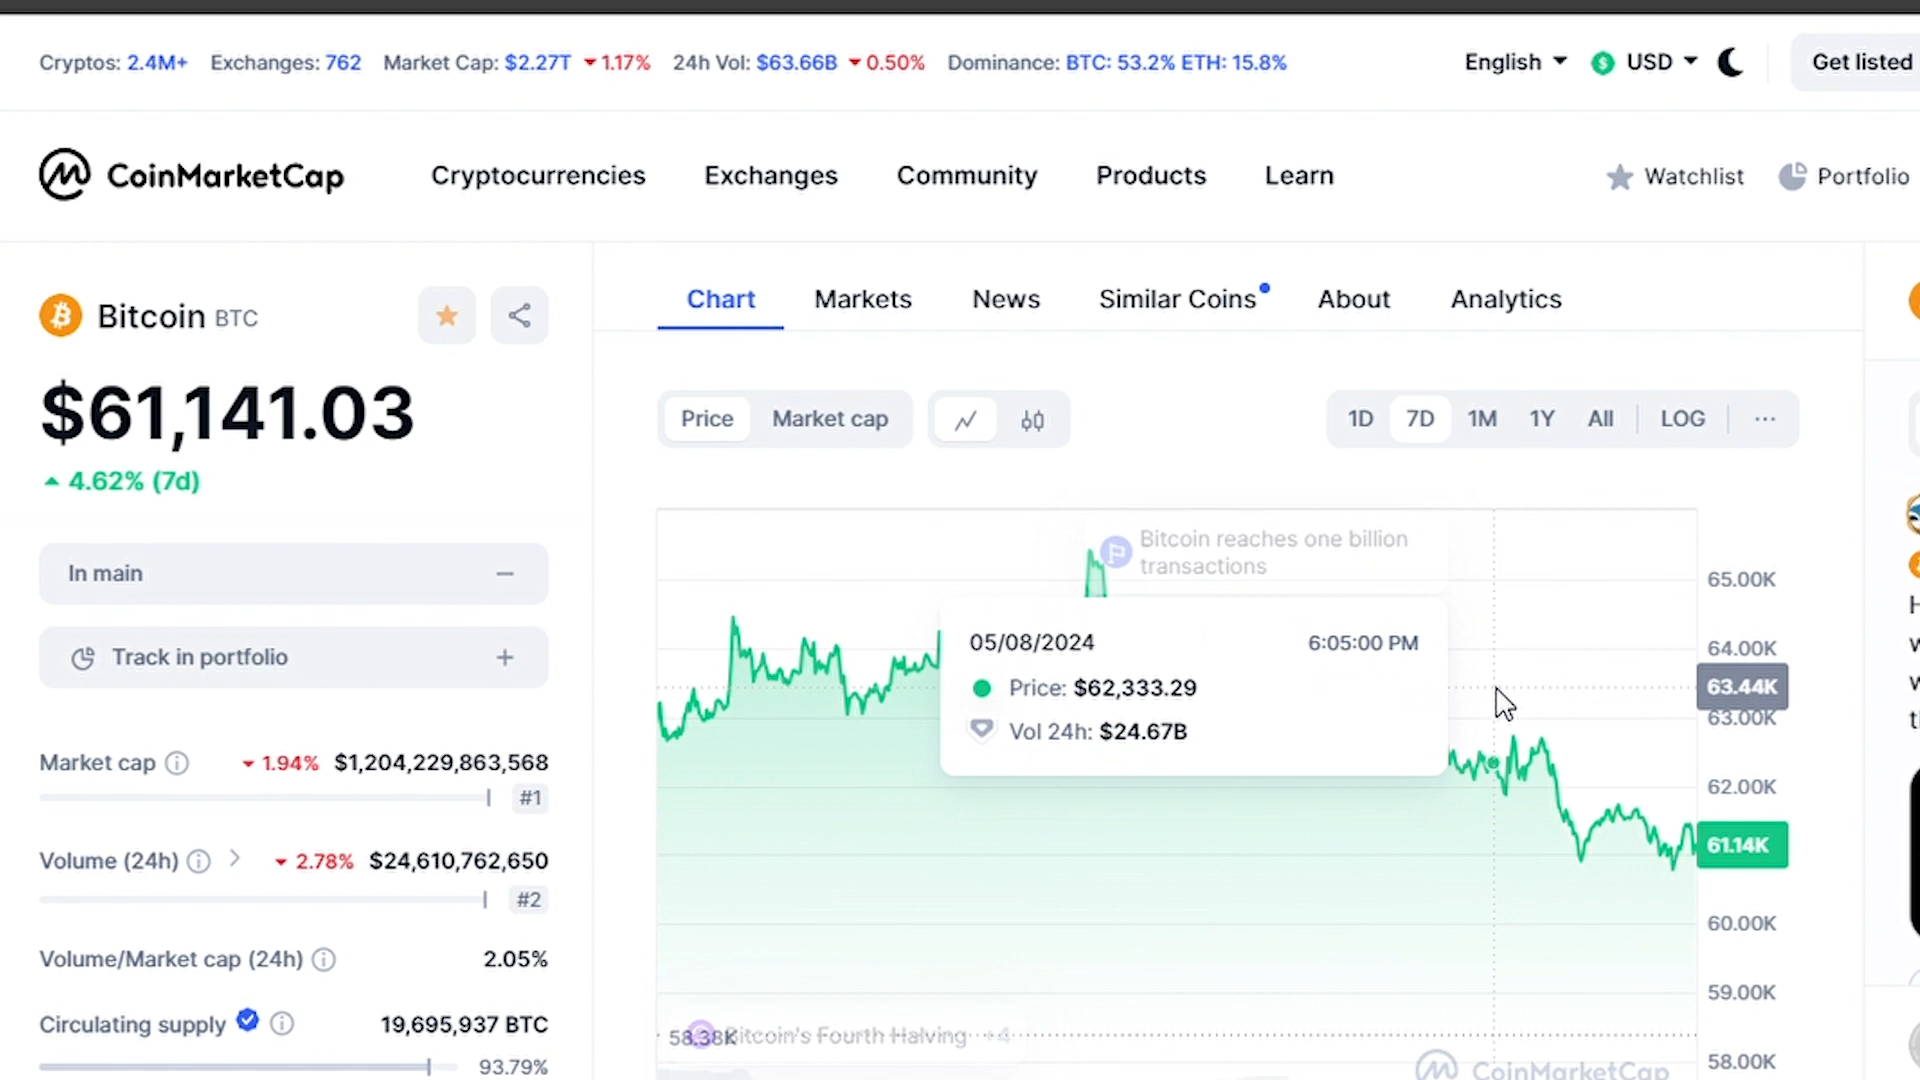 Cryptos: 2.4M+ Exchanges: 762 Market Cap: $2.27T 1.17% 24h Vol: $63.66B 0.50% Dominance: BTC: 53.2% ETH: 15.8% English USD Get listed
CoinMarketCap Cryptocurrencies Exchanges Community Products Learn Watchlist Portfolio
Bitcoin BTC
$61,141.03
4.62% (7d)
In main
Track in portfolio +
Market cap 1.94% $1,204,229,863,568
#1
Volume (24h) 2.78% $24,610,762,650
#2
Volume/Market cap (24h) 2.05%
Circulating supply 19,695,937 BTC
93.79%
Chart Markets News Similar Coins About Analytics
Price Market cap 1D 7D 1M 1Y All LOG ...
Bitcoin reaches one billion
transactions
05/08/2024 6:05:00 PM
Price: $62,333.29
Vol 24h: $24.67B
65.00K
64.00K
63.44K
63.00K
62.00K
61.14K
60.00K
59.00K
58.00K
58.38K
Bitcoin's Fourth Halving +4
CoinMarketCap